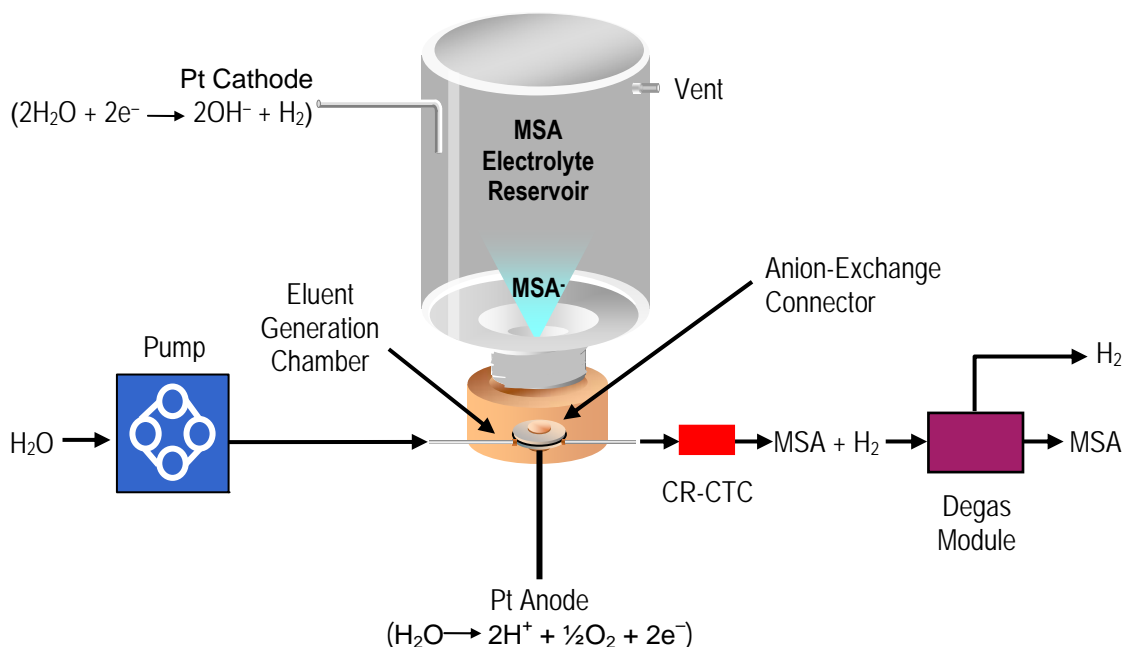 Pt Cathode
(2H₂O + 2e⁻ → 2OH⁻ + H₂)
Vent
MSA
Electrolyte
Reservoir
MSA⁻
Anion-Exchange
Connector
Eluent
Generation
Chamber
Pump
H₂
H₂O
MSA + H₂
MSA
CR-CTC
Degas
Module
Pt Anode
(H₂O → 2H⁺ + ½O₂ + 2e⁻)